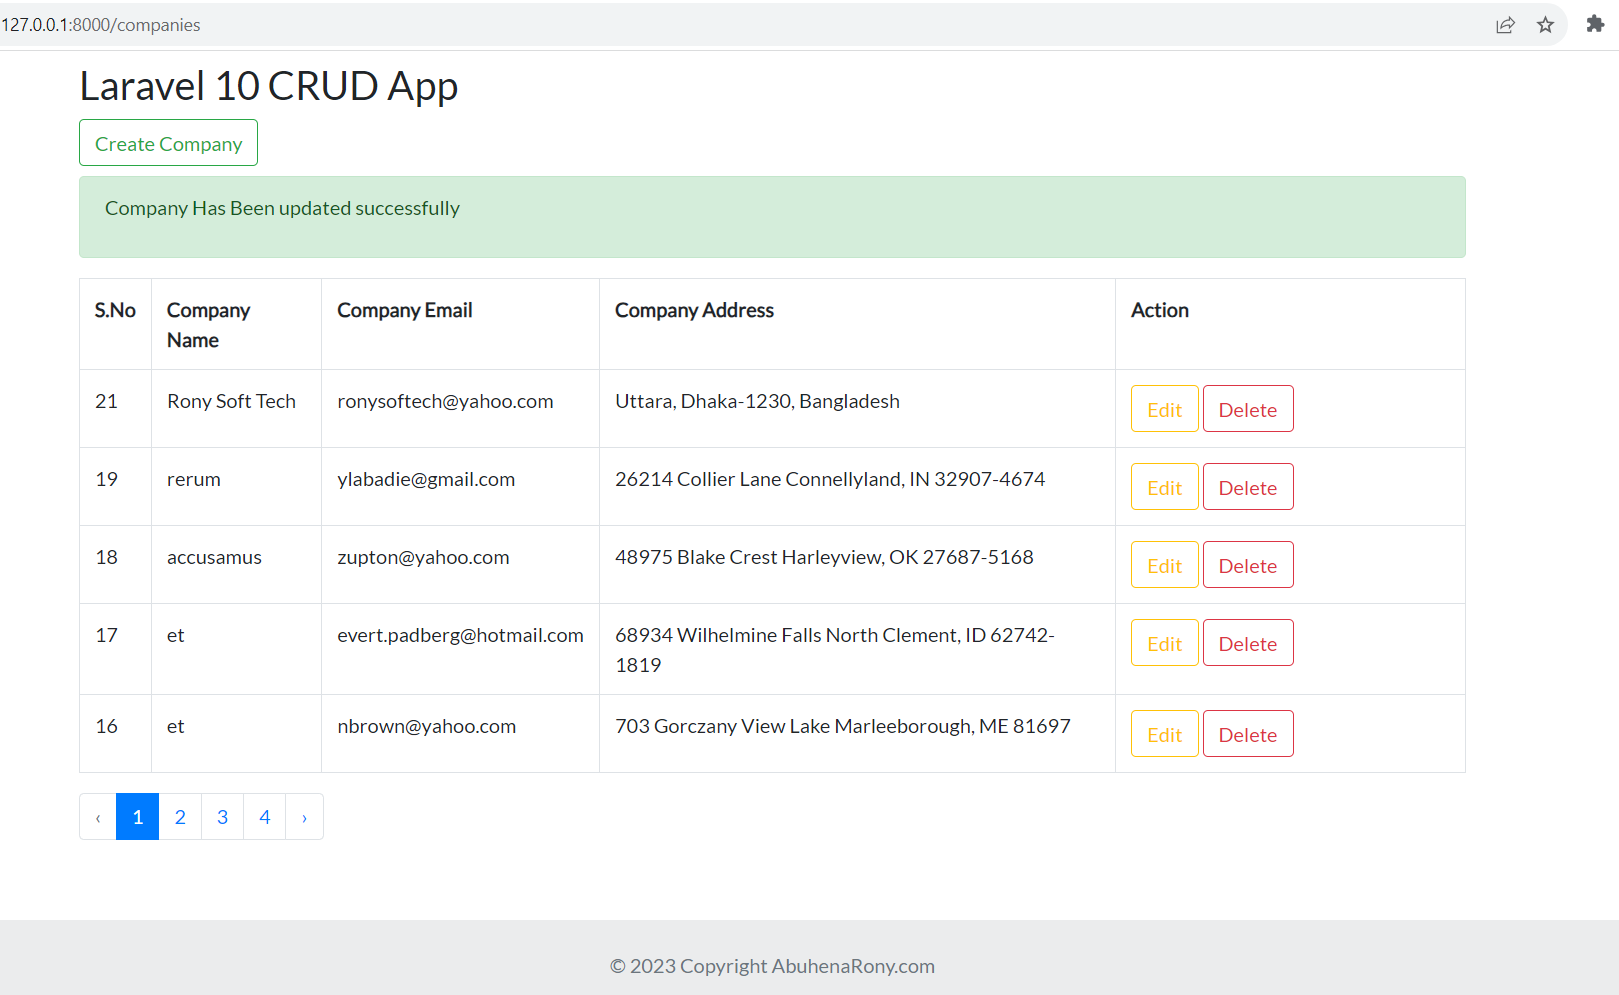 127.0.0.1:8000/companies
Laravel 10 CRUD App
Create Company
Company Has Been updated successfully
S.No Company Name Company Email Company Address Action
21 Rony Soft Tech ronysoftech@yahoo.com Uttara, Dhaka-1230, Bangladesh Edit Delete
19 rerum ylabadie@gmail.com 26214 Collier Lane Connellyland, IN 32907-4674 Edit Delete
18 accusamus zupton@yahoo.com 48975 Blake Crest Harleyview, OK 27687-5168 Edit Delete
17 et evert.padberg@hotmail.com 68934 Wilhelmine Falls North Clement, ID 62742-1819 Edit Delete
16 et nbrown@yahoo.com 703 Gorczany View Lake Marleeborough, ME 81697 Edit Delete
‹ 1 2 3 4 ›
© 2023 Copyright AbuhenaRony.com